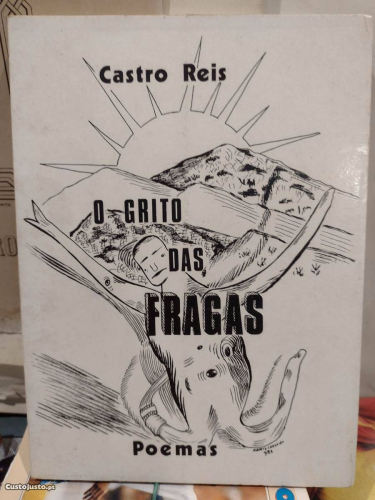 Castro Reis
O GRITO
DAS
FRAGAS
Poemas
CustoJusto.pt